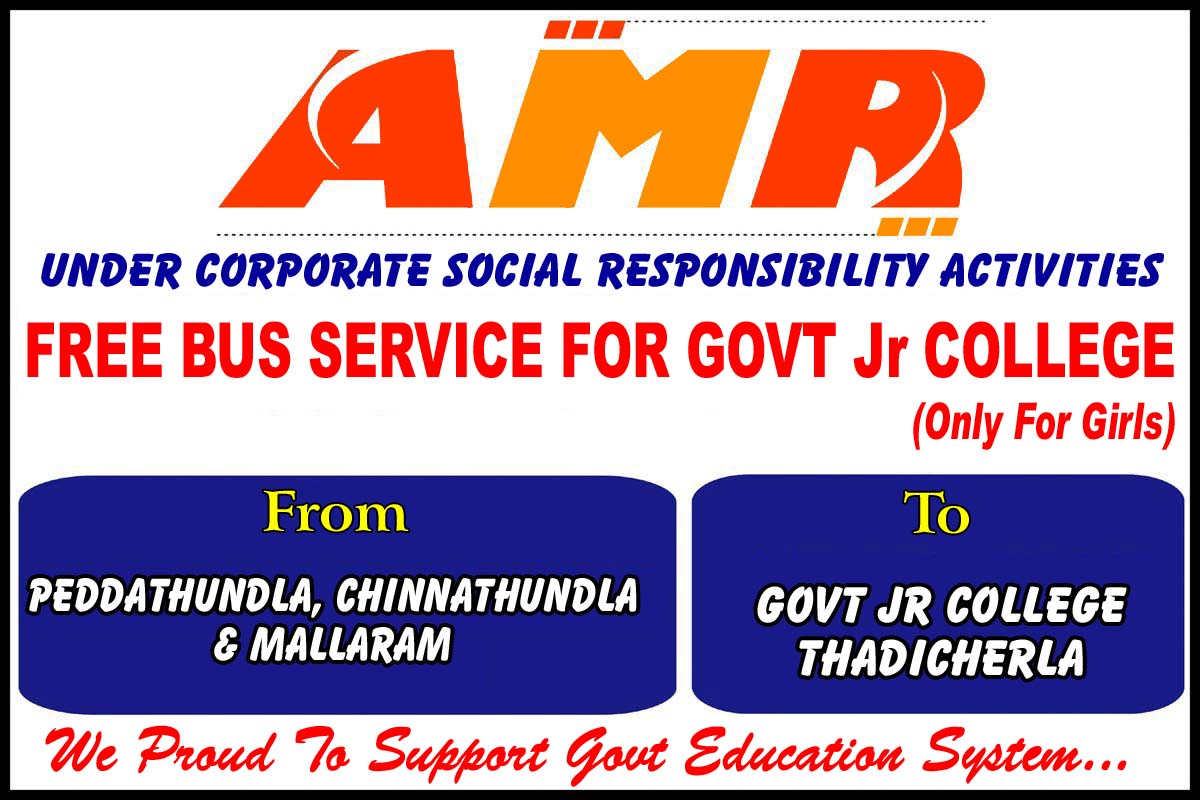 AMR
UNDER CORPORATE SOCIAL RESPONSIBILITY ACTIVITIES
FREE BUS SERVICE FOR GOVT Jr COLLEGE
(Only For Girls)
From
PEDDATHUNDLA, CHINNATHUNDLA
& MALLARAM
To
GOVT JR COLLEGE
THADICHERLA
We Proud To Support Govt Education System...